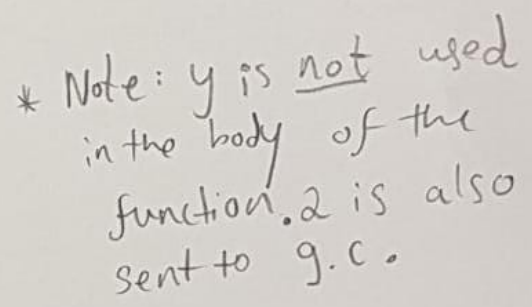 * Note: y is not used
in the body of the
function. 2 is also
sent to g.c.